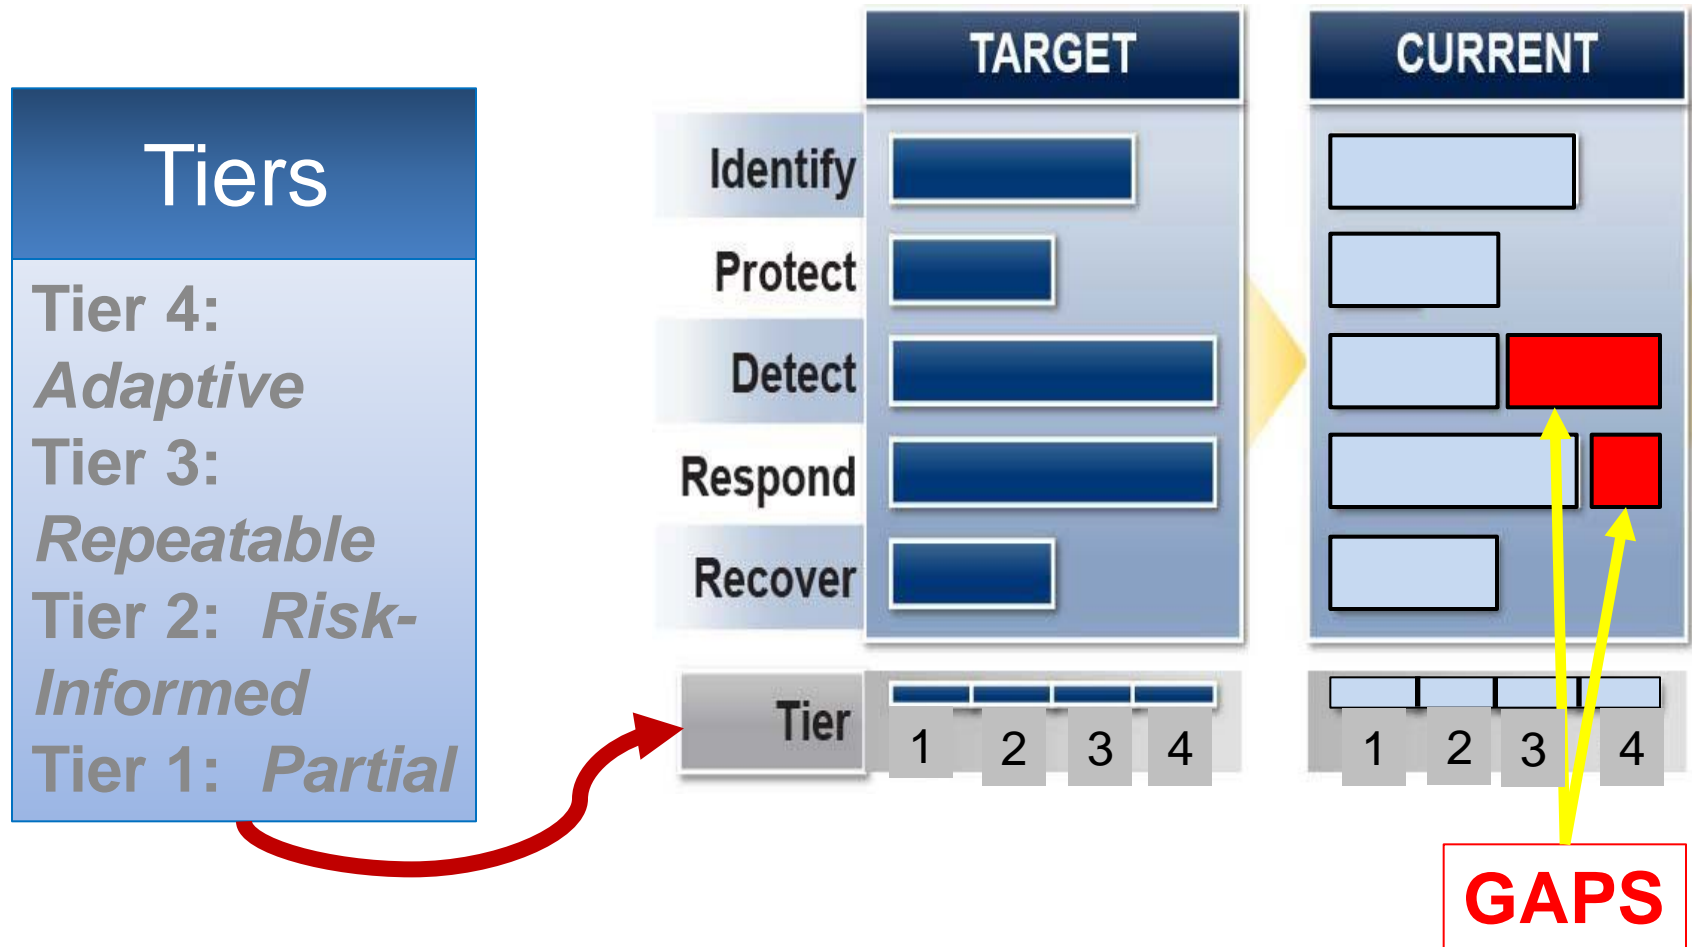 Tiers
Tier 4:
Adaptive
Tier 3:
Repeatable
Tier 2: Risk-
Informed
Tier 1: Partial
TARGET
CURRENT
Identify
Protect
Detect
Respond
Recover
Tier
1 2 3 4
1 2 3 4
GAPS